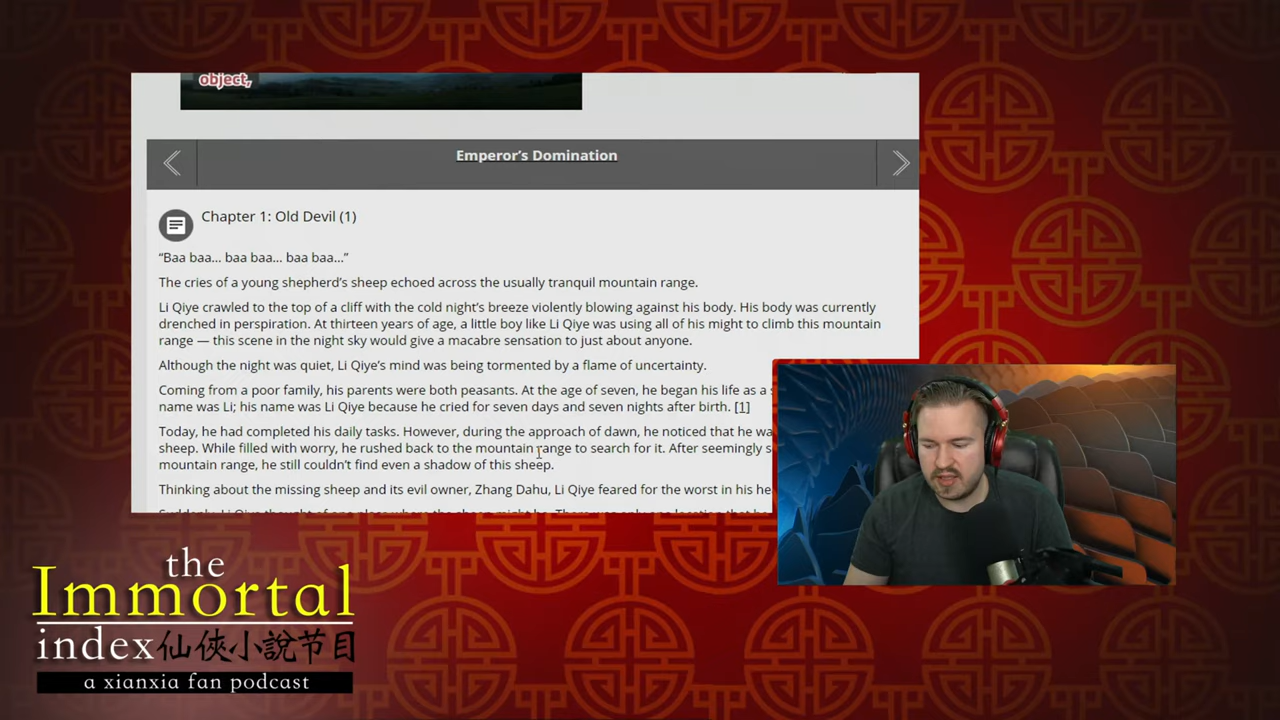 object,
Emperor's Domination
Chapter 1: Old Devil (1)
“Baa baa… baa baa… baa baa…”
The cries of a young shepherd's sheep echoed across the usually tranquil mountain range.
Li Qiye crawled to the top of a cliff with the cold night's breeze violently blowing against his body. His body was currently
drenched in perspiration. At thirteen years of age, a little boy like Li Qiye was using all of his might to climb this mountain
range — this scene in the night sky would give a macabre sensation to just about anyone.
Although the night was quiet, Li Qiye's mind was being tormented by a flame of uncertainty.
Coming from a poor family, his parents were both peasants. At the age of seven, he began his life as a
name was Li; his name was Li Qiye because he cried for seven days and seven nights after birth. [1]
Today, he had completed his daily tasks. However, during the approach of dawn, he noticed that he wa
sheep. While filled with worry, he rushed back to the mountain range to search for it. After seemingly s
mountain range, he still couldn't find even a shadow of this sheep.
Thinking about the missing sheep and its evil owner, Zhang Dahu, Li Qiye feared for the worst in his he
the
Immortal
index仙俠小說节目
a xianxia fan podcast